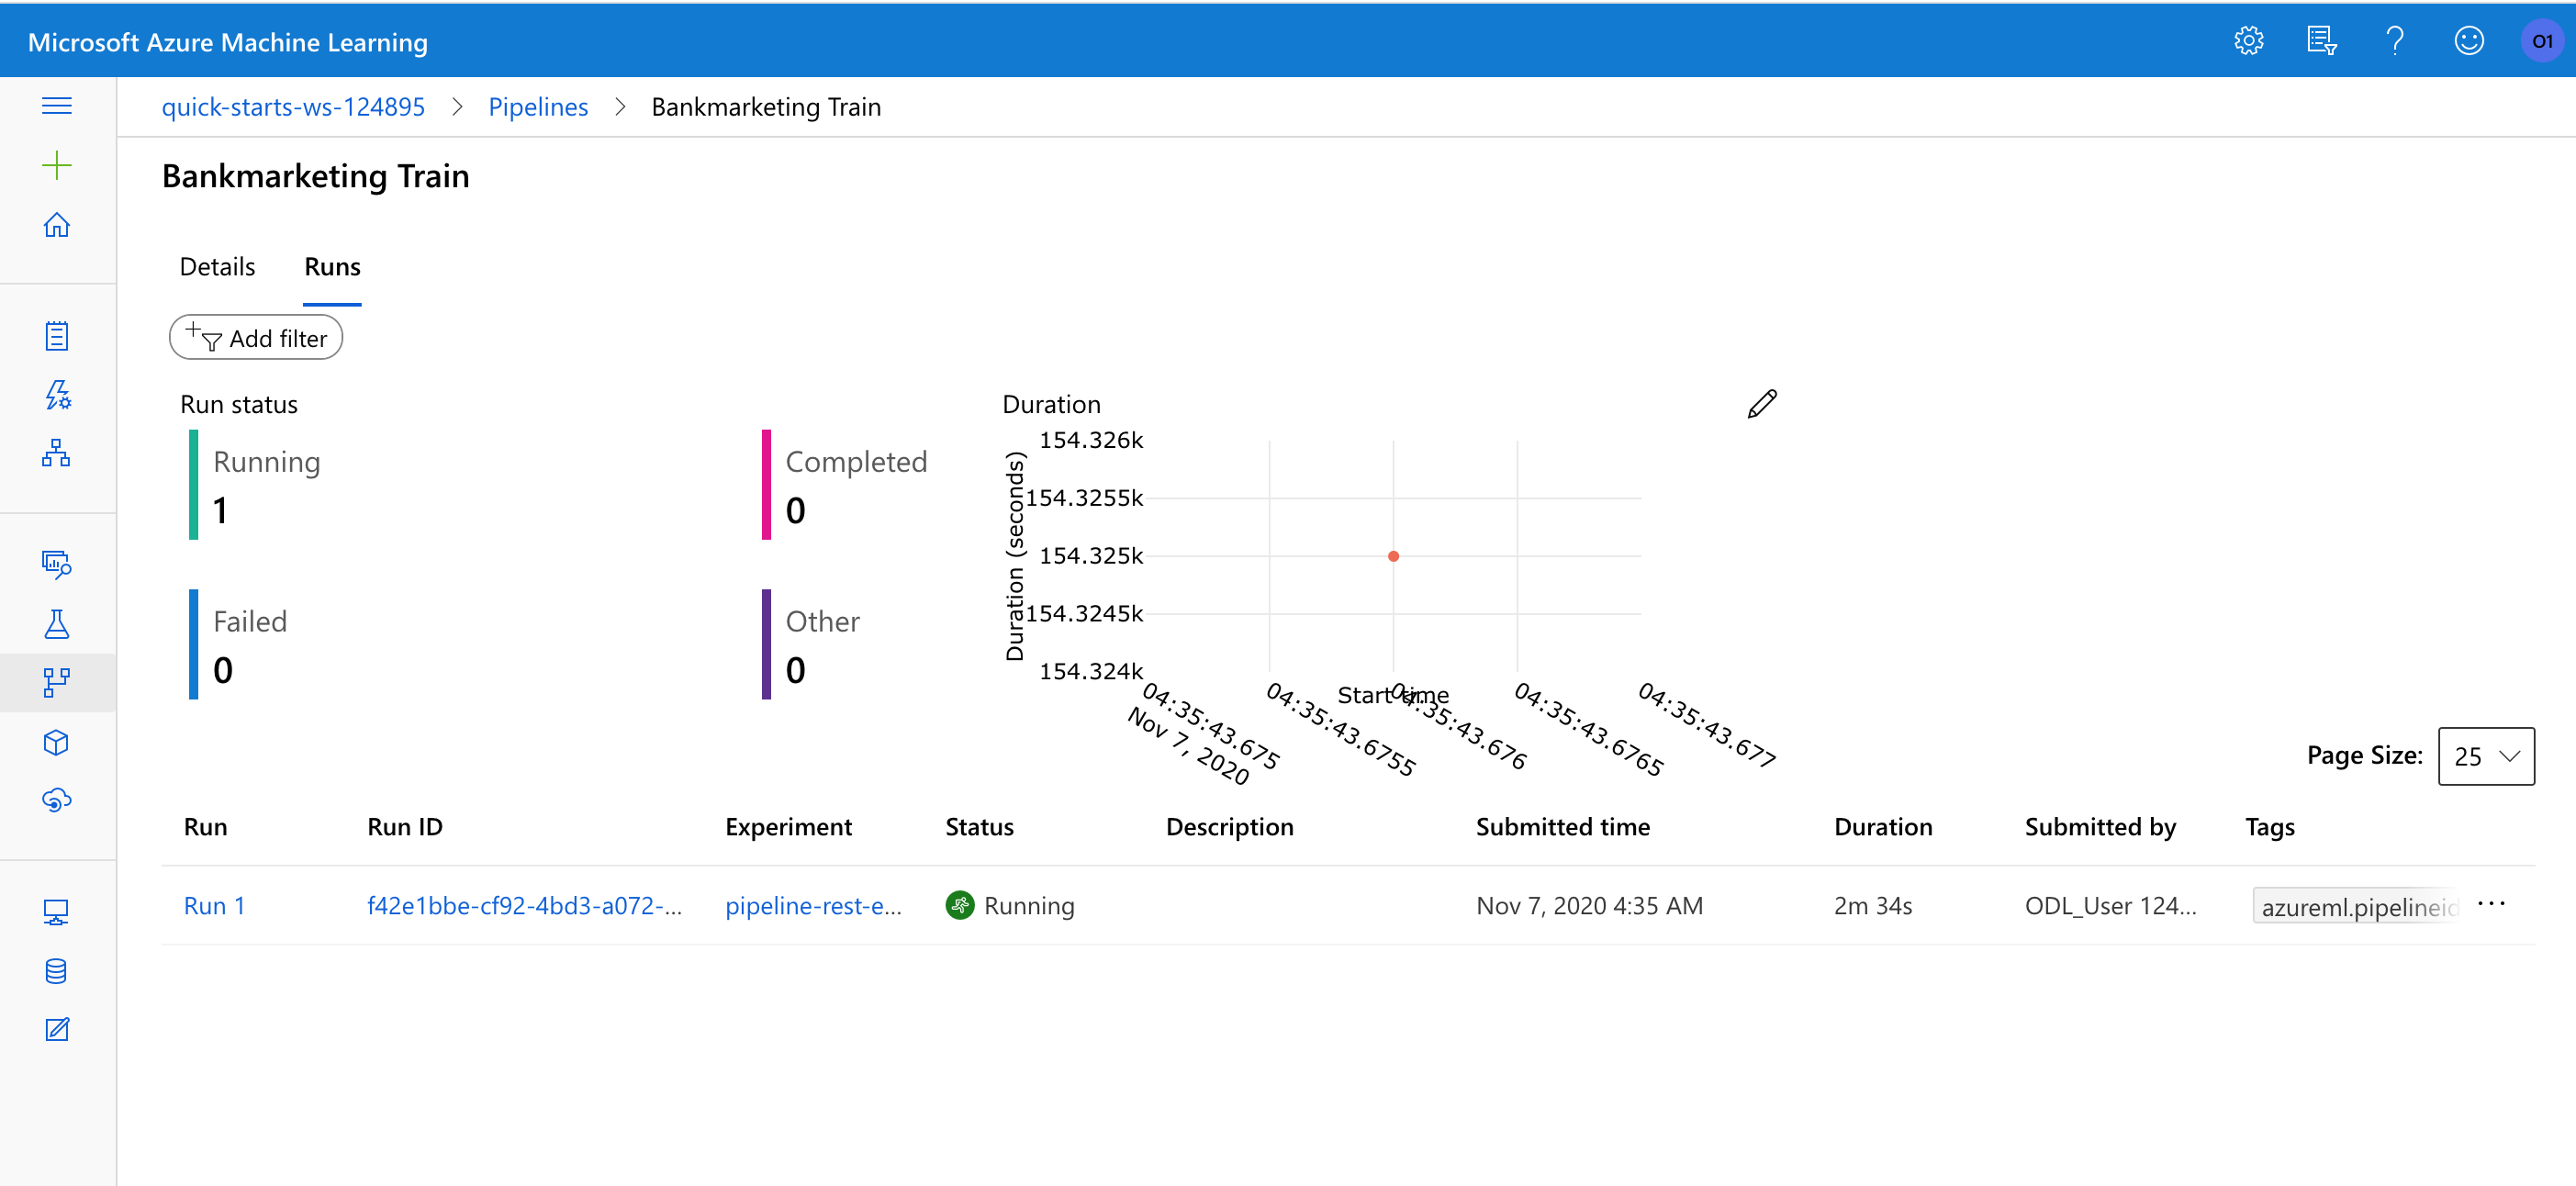 Microsoft Azure Machine Learning
O1
quick-starts-ws-124895 > Pipelines > Bankmarketing Train
Bankmarketing Train
Details Runs
Add filter
Run status
Running
1
Completed
0
Failed
0
Other
0
Duration
Duration (seconds)
154.326k
154.3255k
154.325k
154.3245k
154.324k
04:35:43.675
Nov 7, 2020
04:35:43.6755
04:35:43.676
04:35:43.6765
04:35:43.677
Start time
Page Size: 25
Run Run ID Experiment Status Description Submitted time Duration Submitted by Tags
Run 1 f42e1bbe-cf92-4bd3-a072-... pipeline-rest-e... Running Nov 7, 2020 4:35 AM 2m 34s ODL_User 124... azureml.pipelineid ...